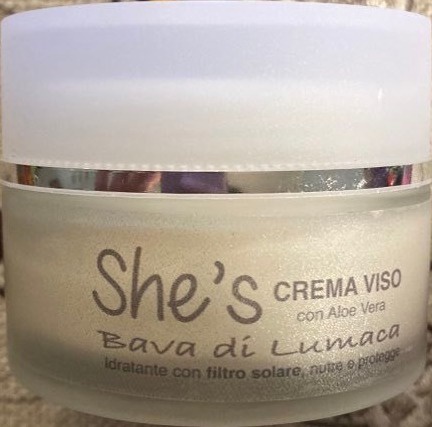 She's CREMA VISO
con Aloe Vera
Bava di Lumaca
Idratante con filtro solare, nutre e protegge